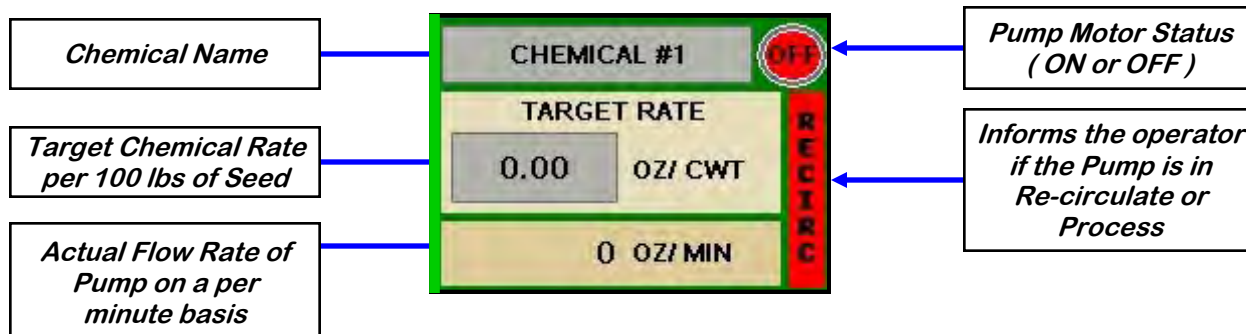 Chemical Name
Target Chemical Rate
per 100 lbs of Seed
Actual Flow Rate of
Pump on a per
minute basis
CHEMICAL #1
OFF
TARGET RATE
0.00 OZ/ CWT
0 OZ/ MIN
RECIRC
Pump Motor Status
( ON or OFF )
Informs the operator
if the Pump is in
Re-circulate or
Process